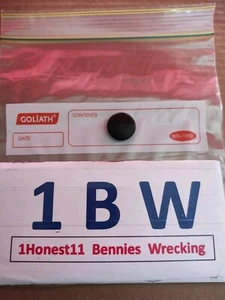 GOLIATH
CONTENTS:
DATE:
1 B W
1Honest11 Bennies Wrecking